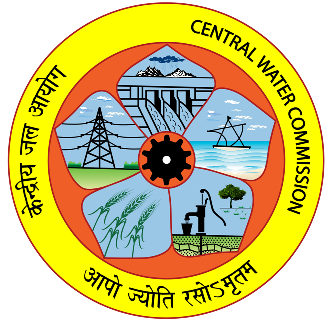 केन्द्रीय जल आयोग
CENTRAL WATER COMMISSION
आपो ज्योति रसोऽमृतम